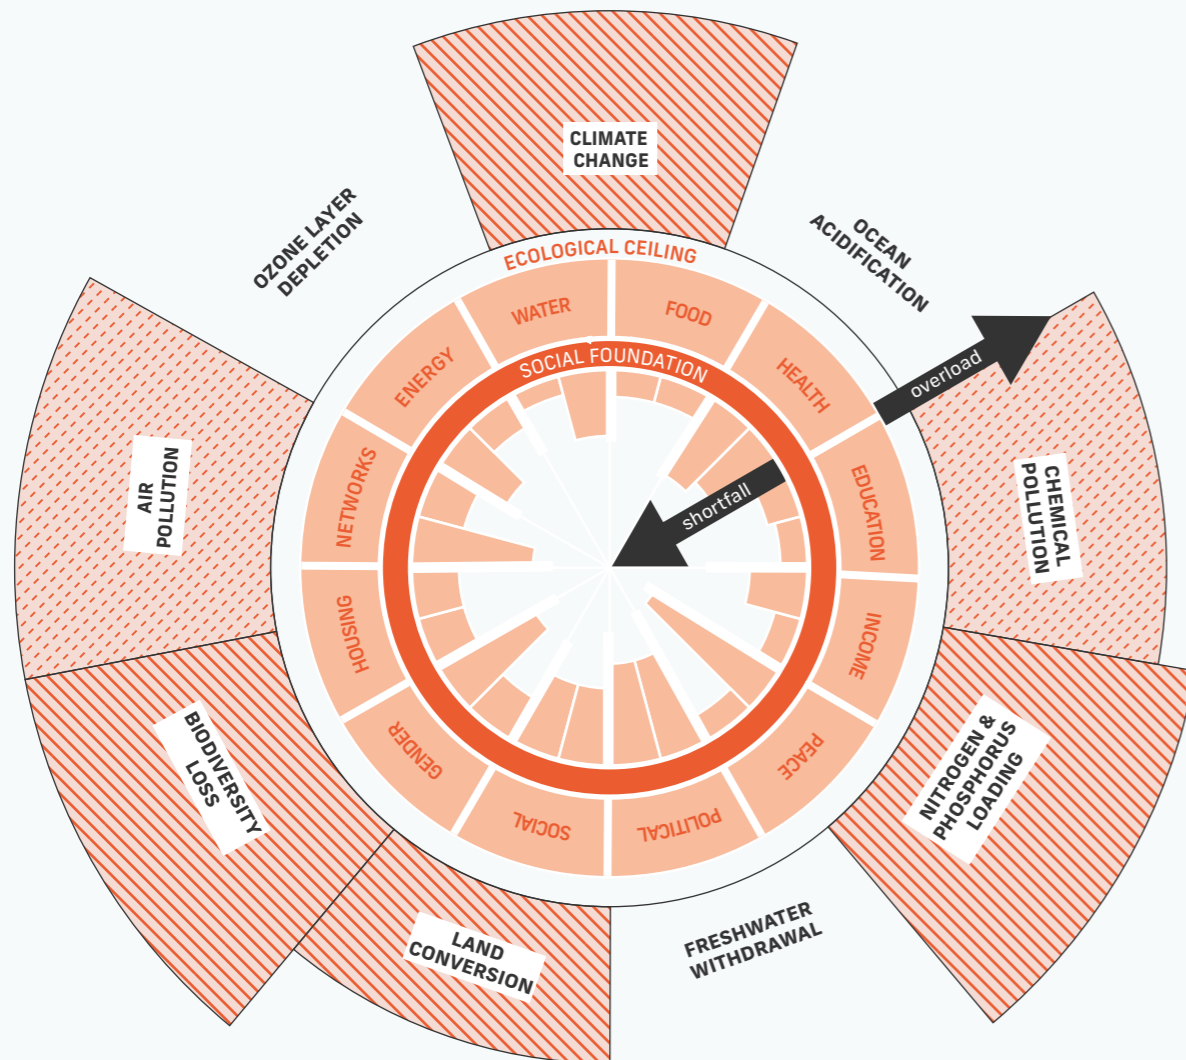 CLIMATE
CHANGE
OZONE LAYER
DEPLETION
OCEAN
ACIDIFICATION
ECOLOGICAL CEILING
WATER
FOOD
ENERGY
HEALTH
SOCIAL FOUNDATION
overload
shortfall
AIR
POLLUTION
NETWORKS
EDUCATION
CHEMICAL
POLLUTION
HOUSING
INCOME
GENDER
PEACE
SOCIAL
POLITICAL
BIODIVERSITY
LOSS
NITROGEN &
PHOSPHORUS
LOADING
LAND
CONVERSION
FRESHWATER
WITHDRAWAL